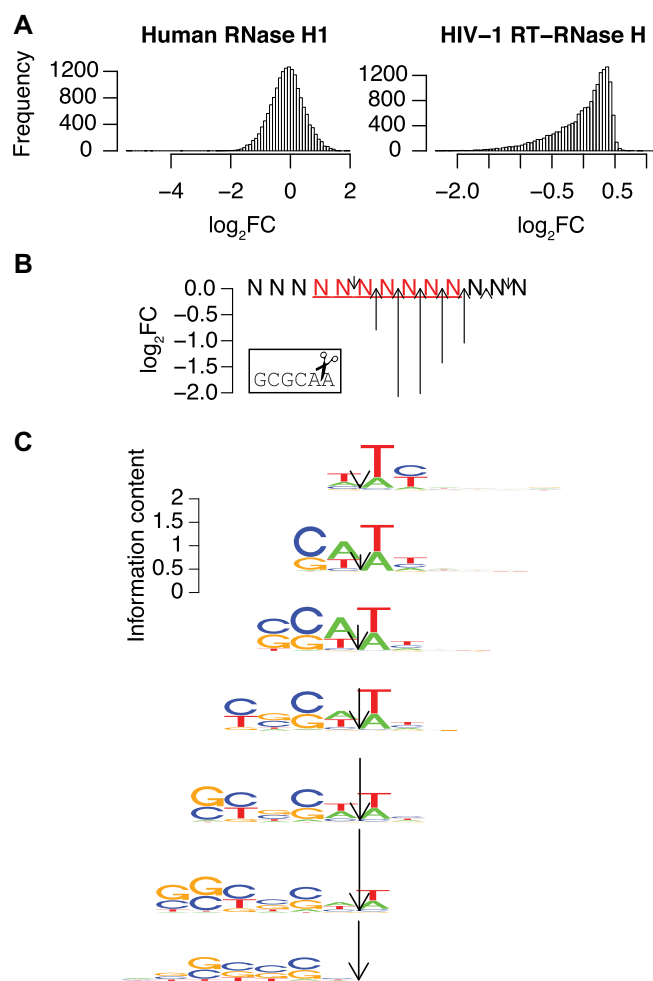 A
Human RNase H1
HIV−1 RT−RNase H
Frequency
1200
800
400
0
−4
−2
0
2
log2FC
1200
800
400
0
−2.0
−0.5
0.5
log2FC
B
log2FC
0.0
−0.5
−1.0
−1.5
−2.0
N N N N N N N N N N N N N
GCGCAA
C
Information content
2
1.5
1
0.5
0